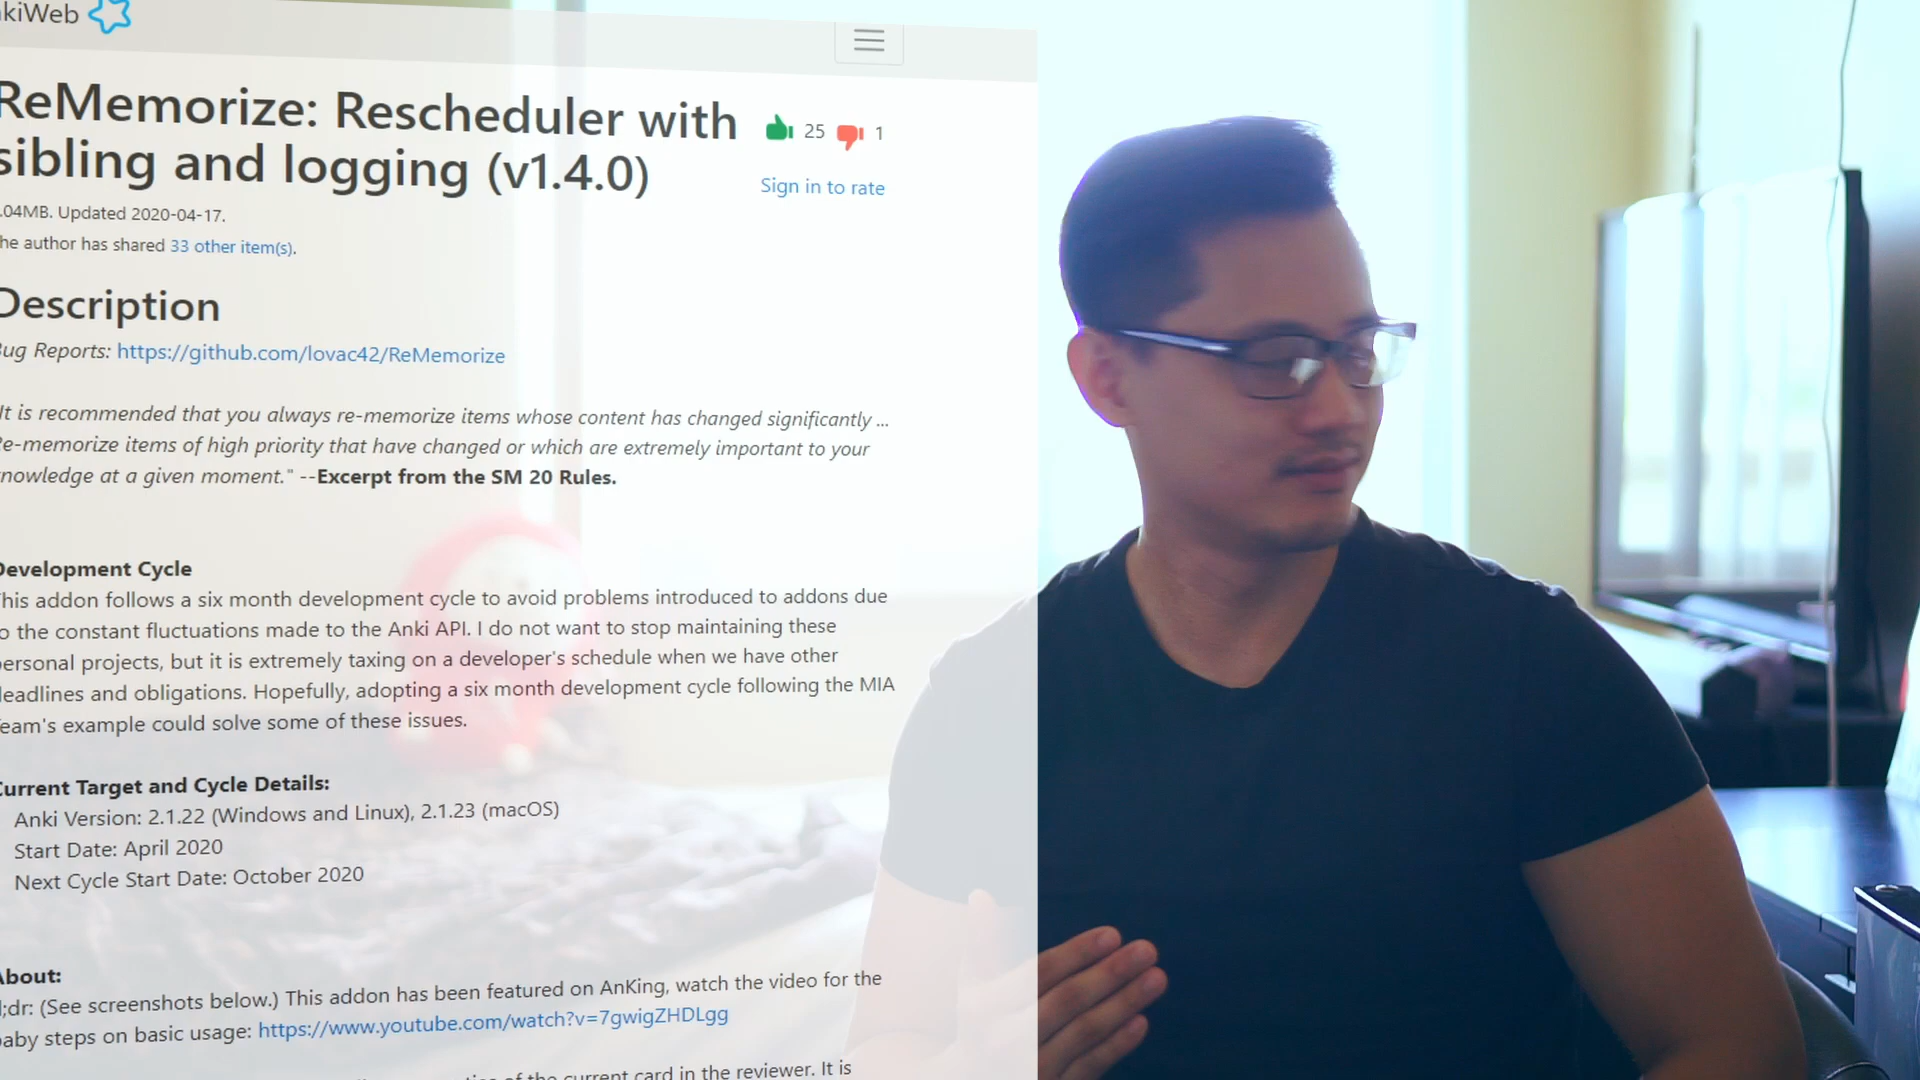 kiWeb
ReMemorize: Rescheduler with
sibling and logging (v1.4.0)
25
1
Sign in to rate
.04MB. Updated 2020-04-17.
he author has shared 33 other item(s).
Description
Bug Reports: https://github.com/lovac42/ReMemorize
It is recommended that you always re-memorize items whose content has changed significantly ...
Re-memorize items of high priority that have changed or which are extremely important to your
nowledge at a given moment." --Excerpt from the SM 20 Rules.
Development Cycle
This addon follows a six month development cycle to avoid problems introduced to addons due
o the constant fluctuations made to the Anki API. I do not want to stop maintaining these
personal projects, but it is extremely taxing on a developer's schedule when we have other
deadlines and obligations. Hopefully, adopting a six month development cycle following the MIA
team's example could solve some of these issues.
Current Target and Cycle Details:
Anki Version: 2.1.22 (Windows and Linux), 2.1.23 (macOS)
Start Date: April 2020
Next Cycle Start Date: October 2020
About:
l;dr: (See screenshots below.) This addon has been featured on AnKing, watch the video for the
baby steps on basic usage: https://www.youtube.com/watch?v=7gwigZHDLgg
of the current card in the reviewer. It is